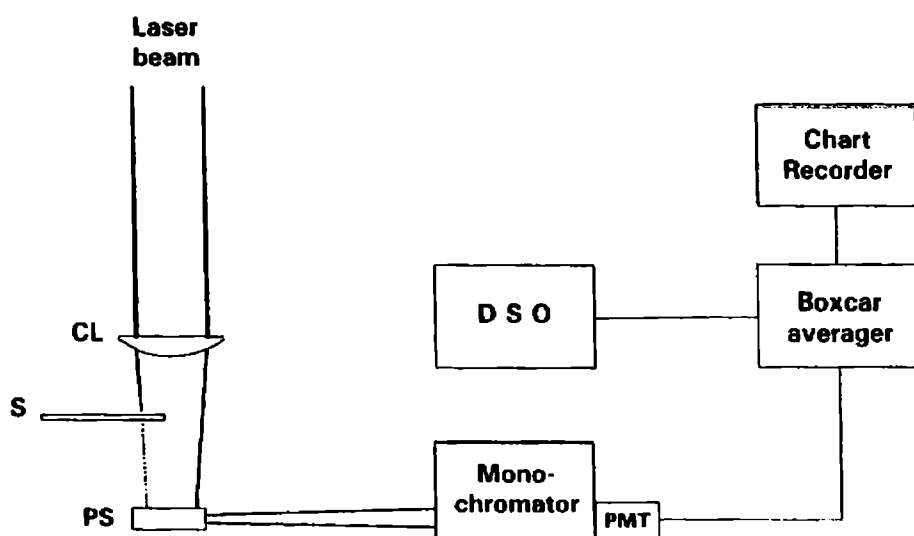 Laser
beam
Chart
Recorder
CL
D S O
Boxcar
averager
S
Mono-
chromator
PS
PMT